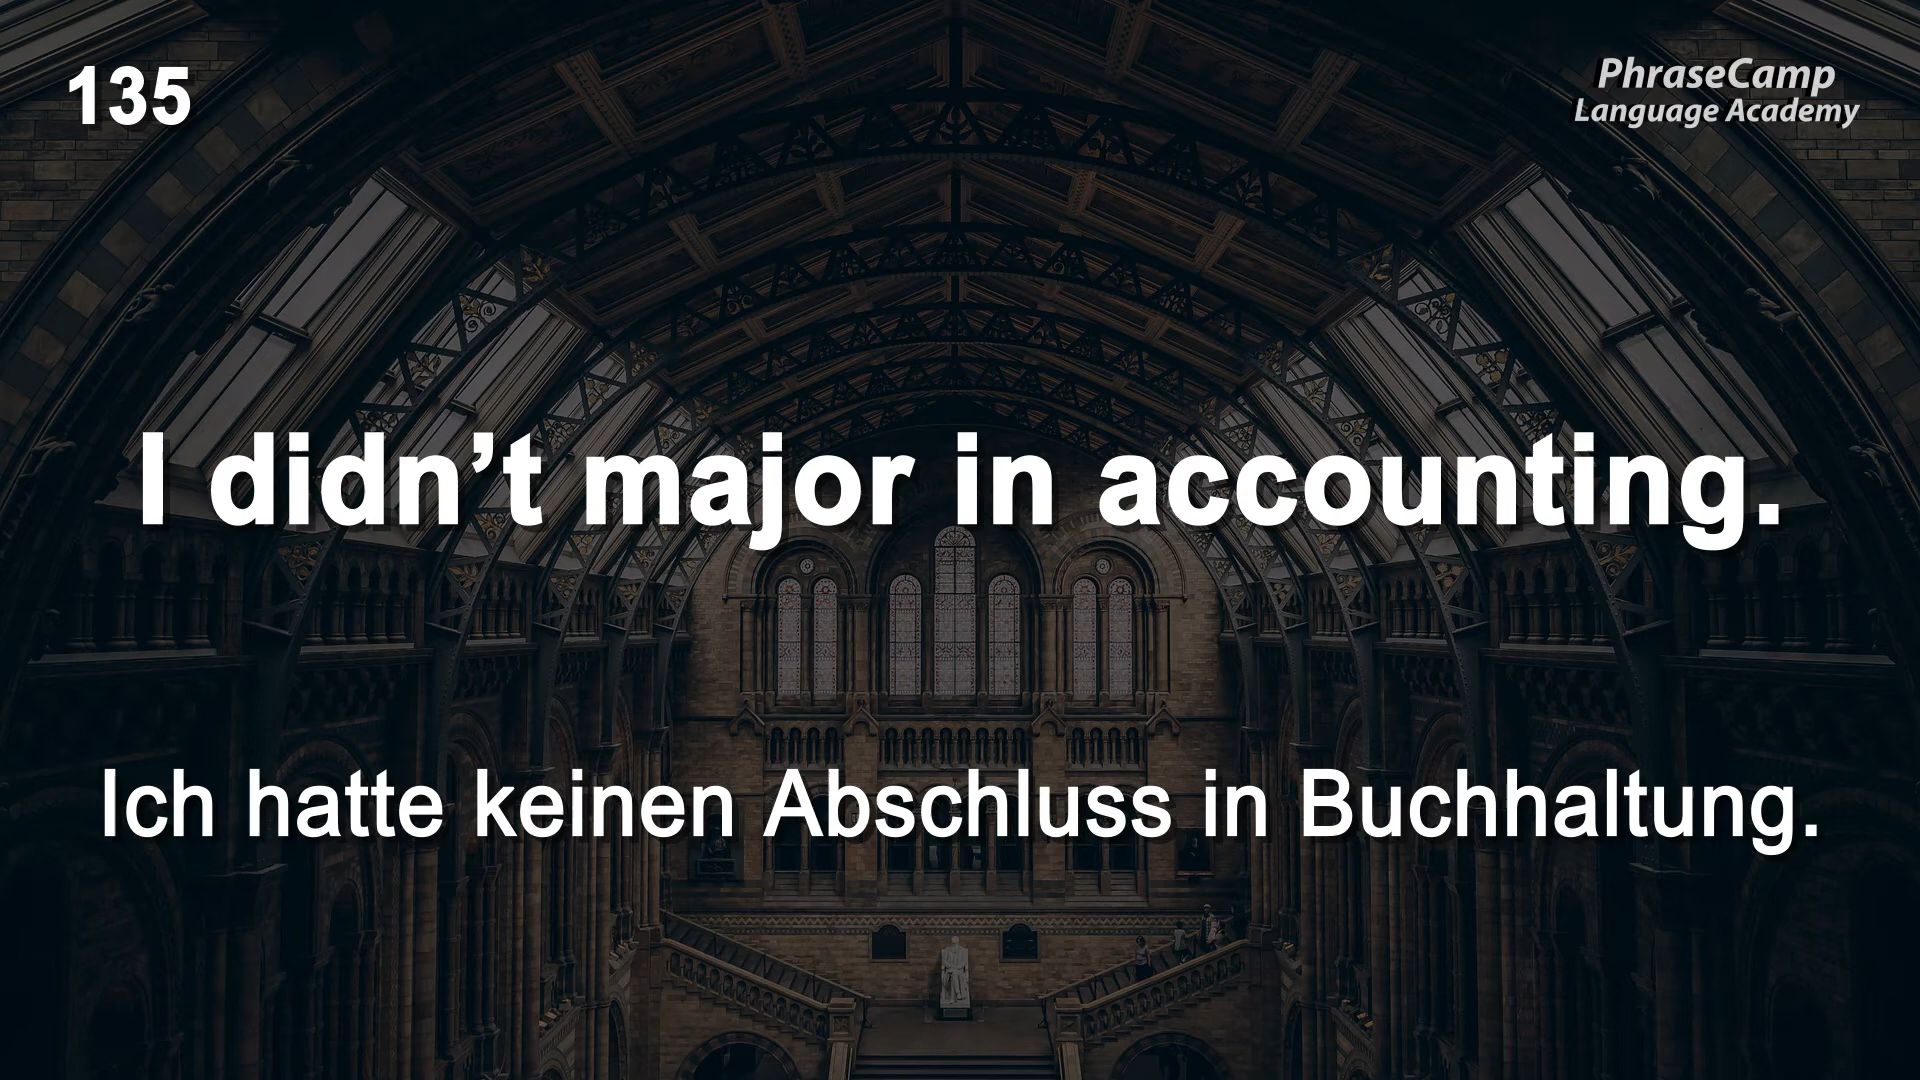 135
PhraseCamp
Language Academy
I didn’t major in accounting.
Ich hatte keinen Abschluss in Buchhaltung.